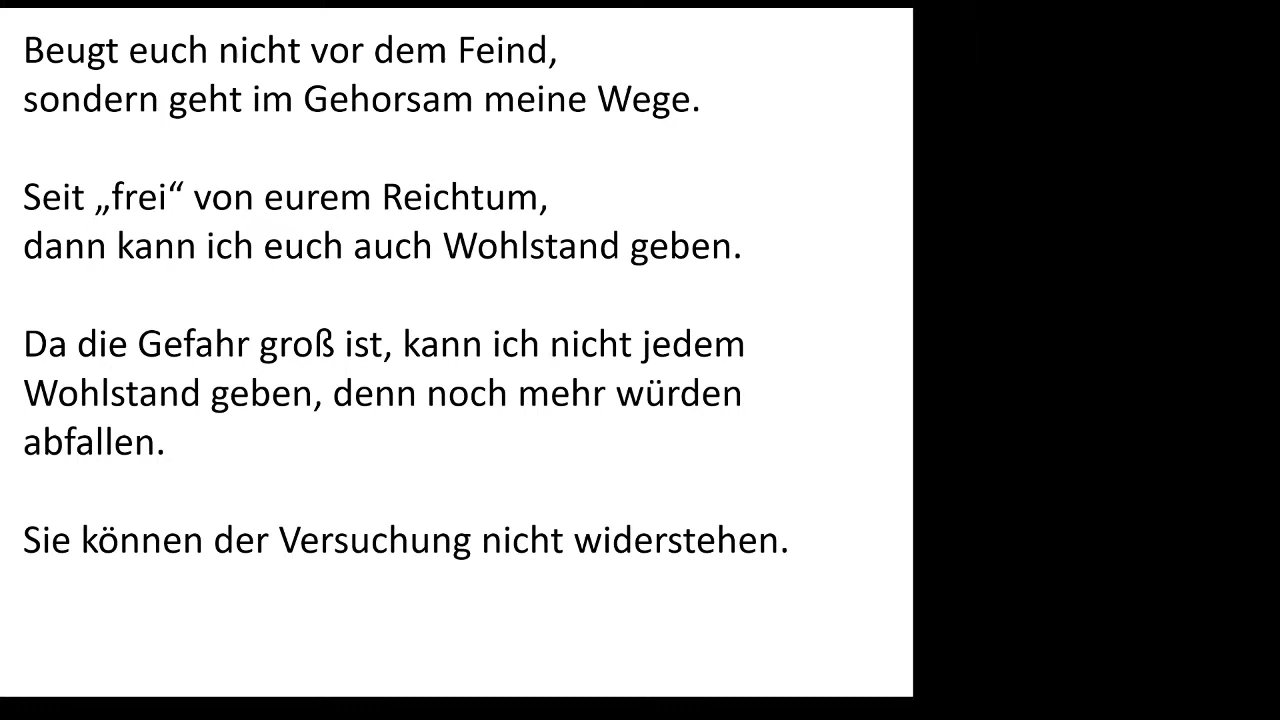 Beugt euch nicht vor dem Feind,
sondern geht im Gehorsam meine Wege.
Seit „frei“ von eurem Reichtum,
dann kann ich euch auch Wohlstand geben.
Da die Gefahr groß ist, kann ich nicht jedem
Wohlstand geben, denn noch mehr würden
abfallen.
Sie können der Versuchung nicht widerstehen.